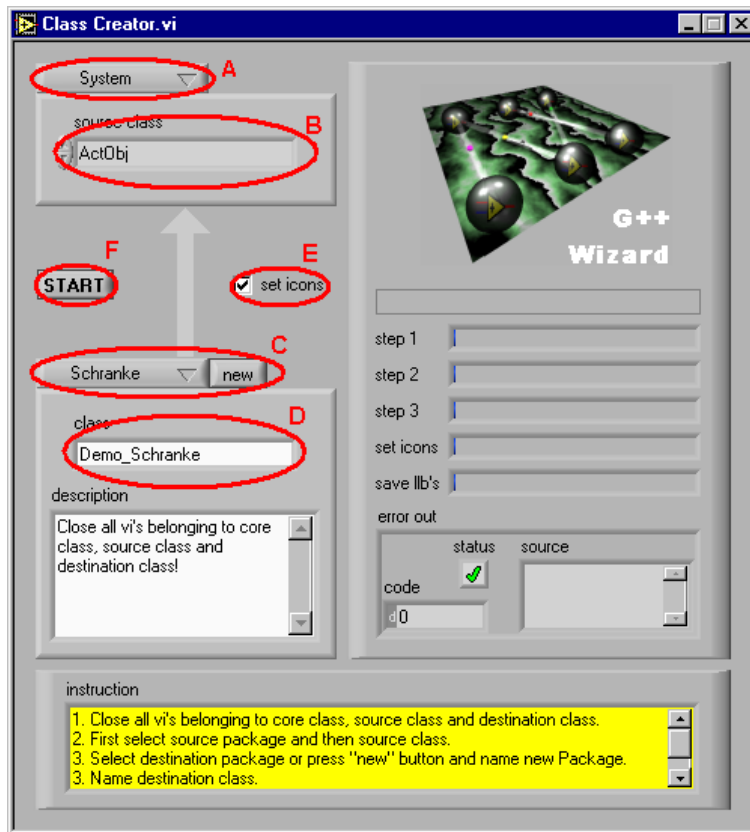 Class Creator.vi
System
A
source class
B
ActObj
F
START
E
set icons
C
Schranke
new
class
D
Demo_Schranke
description
Close all vi's belonging to core
class, source class and
destination class!
G++
Wizard
step 1
step 2
step 3
set icons
save llb's
error out
status
source
code
d 0
instruction
1. Close all vi's belonging to core class, source class and destination class.
2. First select source package and then source class.
3. Select destination package or press "new" button and name new Package.
3. Name destination class.